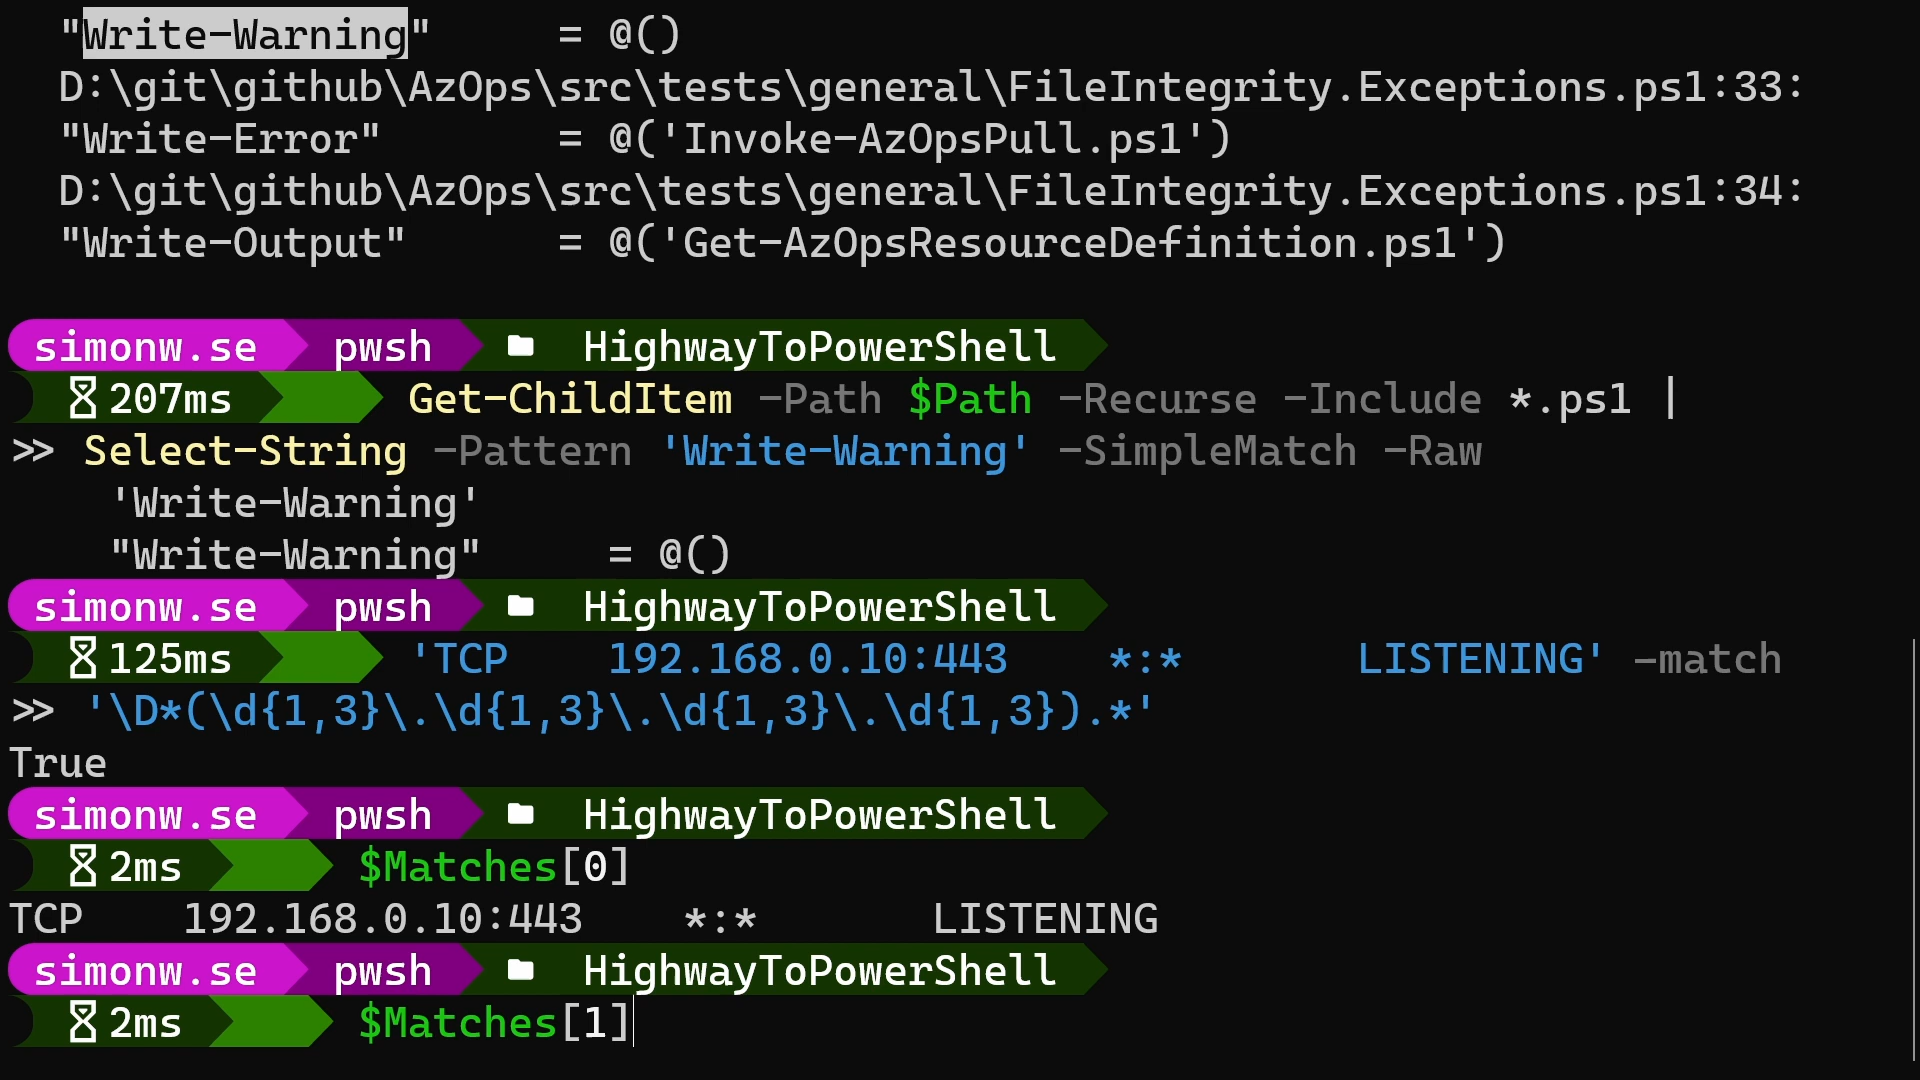 "Write-Warning"     = @()
D:\git\github\AzOps\src\tests\general\FileIntegrity.Exceptions.ps1:33:
"Write-Error"       = @('Invoke-AzOpsPull.ps1')
D:\git\github\AzOps\src\tests\general\FileIntegrity.Exceptions.ps1:34:
"Write-Output"      = @('Get-AzOpsResourceDefinition.ps1')
simonw.se pwsh HighwayToPowerShell
207ms Get-ChildItem -Path $Path -Recurse -Include *.ps1 |
>> Select-String -Pattern 'Write-Warning' -SimpleMatch -Raw
'Write-Warning'
"Write-Warning"     = @()
simonw.se pwsh HighwayToPowerShell
125ms 'TCP    192.168.0.10:443    *:*       LISTENING' -match
>> '\D*(\d{1,3}\.\d{1,3}\.\d{1,3}\.\d{1,3}).*'
True
simonw.se pwsh HighwayToPowerShell
2ms $Matches[0]
TCP    192.168.0.10:443    *:*       LISTENING
simonw.se pwsh HighwayToPowerShell
2ms $Matches[1]